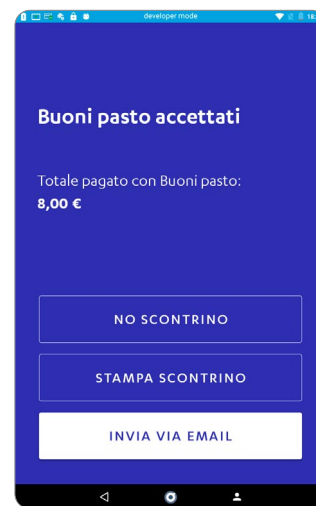 developer mode
Buoni pasto accettati
Totale pagato con Buoni pasto:
8,00 €
NO SCONTRINO
STAMPA SCONTRINO
INVIA VIA EMAIL